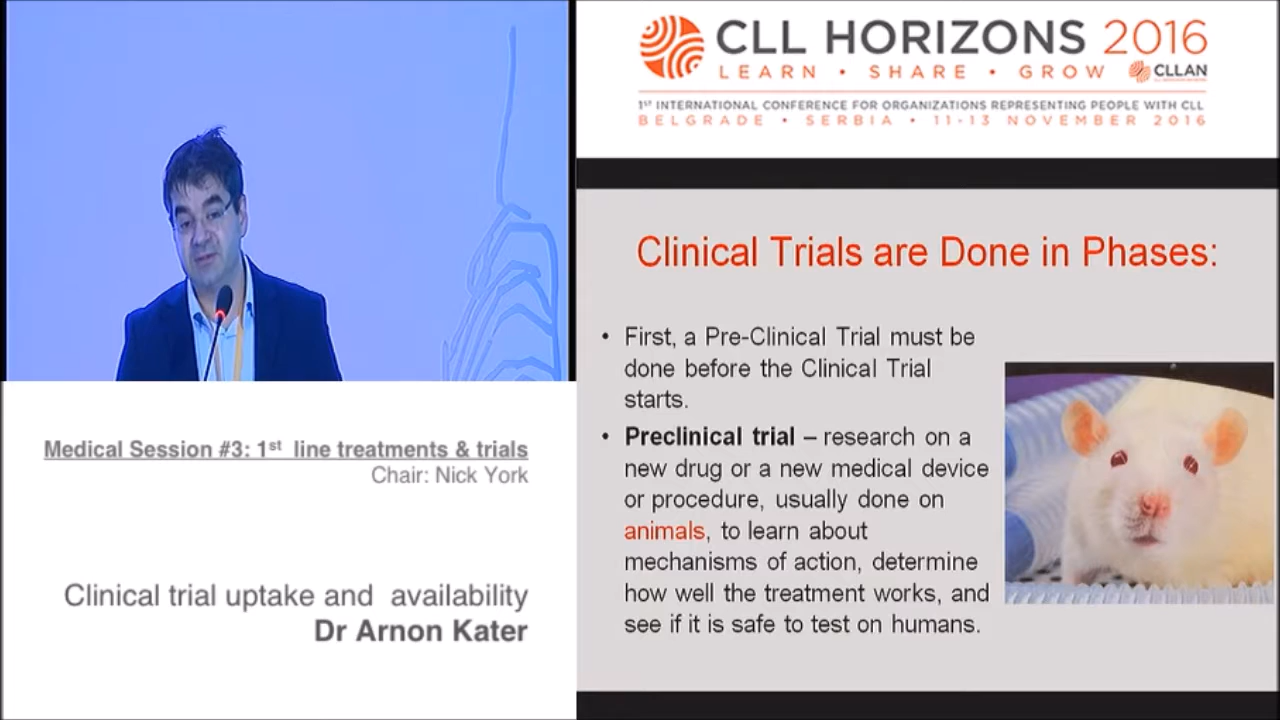 CLL HORIZONS 2016
LEARN • SHARE • GROW
CLLAN
1ST INTERNATIONAL CONFERENCE FOR ORGANIZATIONS REPRESENTING PEOPLE WITH CLL
BELGRADE • SERBIA • 11-13 NOVEMBER 2016
Medical Session #3: 1st line treatments & trials
Chair: Nick York
Clinical trial uptake and availability
Dr Arnon Kater
Clinical Trials are Done in Phases:
• First, a Pre-Clinical Trial must be
done before the Clinical Trial
starts.
• Preclinical trial – research on a
new drug or a new medical device
or procedure, usually done on
animals, to learn about
mechanisms of action, determine
how well the treatment works, and
see if it is safe to test on humans.